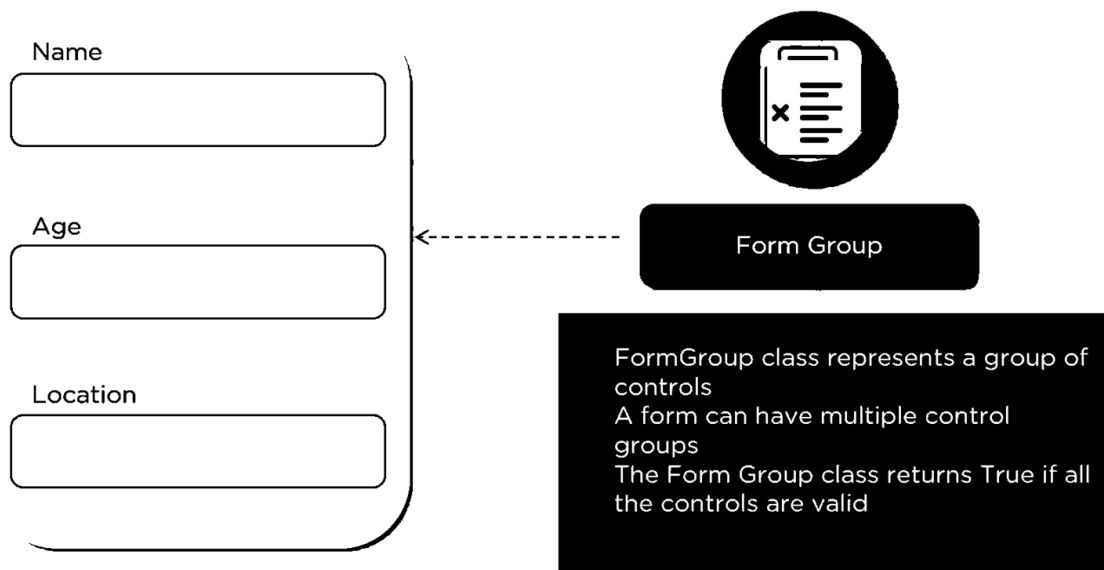 Name
Age
Location
Form Group
FormGroup class represents a group of
controls
A form can have multiple control
groups
The Form Group class returns True if all
the controls are valid